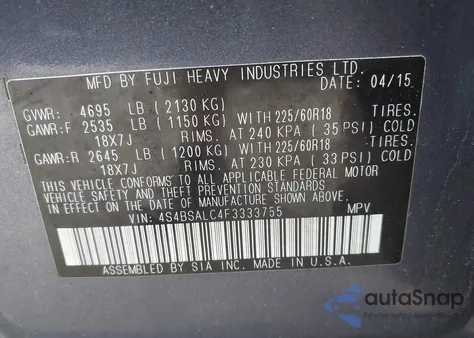 MFD BY FUJI HEAVY INDUSTRIES LTD.
DATE: 04/15
GVWR: 4695 LB (2130 KG)
GAWR:F 2535 LB (1150 KG) WITH 225/60R18 TIRES.
18X7J RIMS. AT 240 KPA (35 PSI) COLD
GAWR:R 2645 LB (1200 KG) WITH 225/60R18 TIRES.
18X7J RIMS. AT 230 KPA (33 PSI) COLD
THIS VEHICLE CONFORMS TO ALL APPLICABLE FEDERAL MOTOR
VEHICLE SAFETY AND THEFT PREVENTION STANDARDS IN EFFECT
ON THE DATE OF MANUFACTURE SHOWN ABOVE.
VIN: 4S4BSALC4F3333755 MPV
ASSEMBLED BY SIA INC. MADE IN U.S.A.
autoSnap